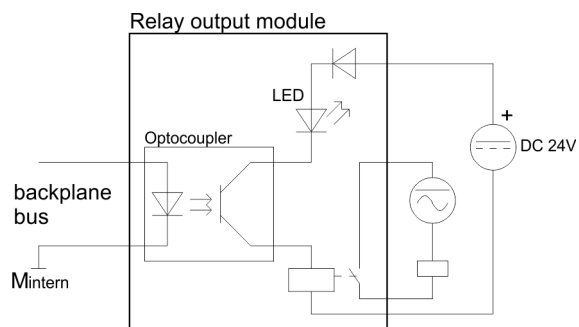 Relay output module
LED
+
DC 24V
Optocoupler
backplane
bus
Mintern